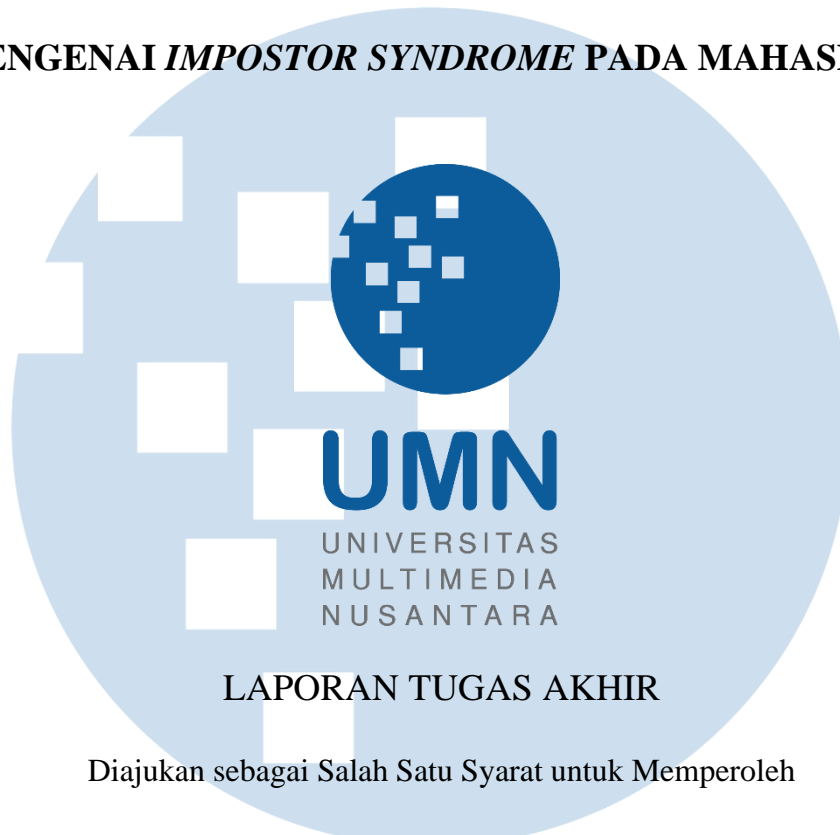 ENGENAI IMPOSTOR SYNDROME PADA MAHAS
UMN
UNIVERSITAS
MULTIMEDIA
NUSANTARA
LAPORAN TUGAS AKHIR
Diajukan sebagai Salah Satu Syarat untuk Memperoleh